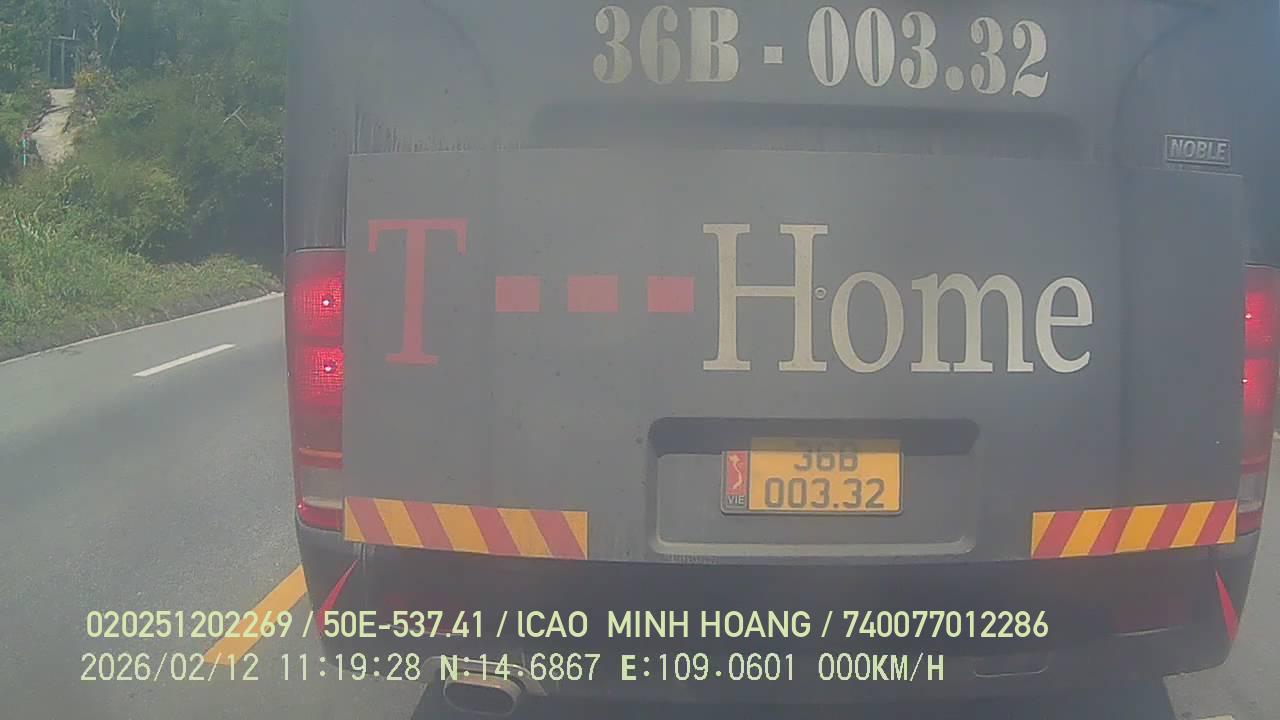 36B - 003.32
NOBLE
T---Home
36B
VIE 003.32
020251202269 / 50E-537.41 / lCAO MINH HOANG / 740077012286
2026/02/12 11:19:28 N:14.6867 E:109.0601 000KM/H